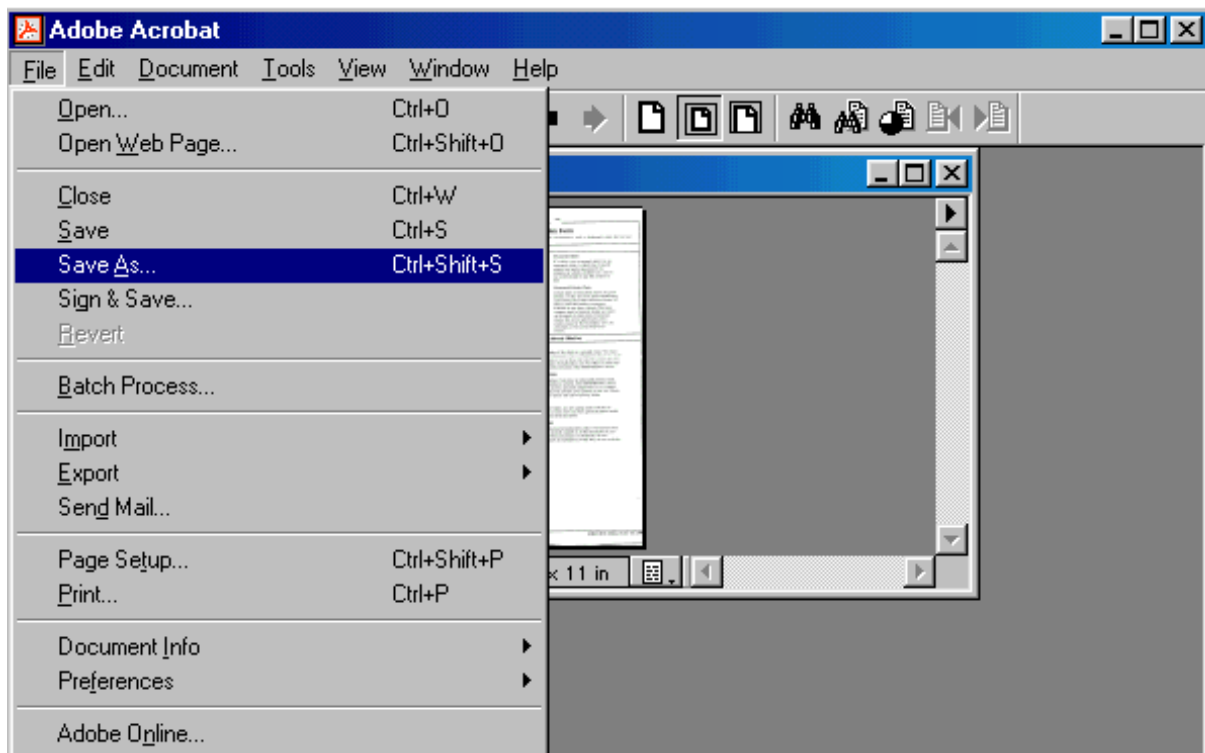 Adobe Acrobat
File Edit Document Tools View Window Help
Open... Ctrl+O
Open Web Page... Ctrl+Shift+O
Close Ctrl+W
Save Ctrl+S
Save As... Ctrl+Shift+S
Sign & Save...
Revert
Batch Process...
Import
Export
Send Mail...
Page Setup... Ctrl+Shift+P
x 11 in
Print... Ctrl+P
Document Info
Preferences
Adobe Online...